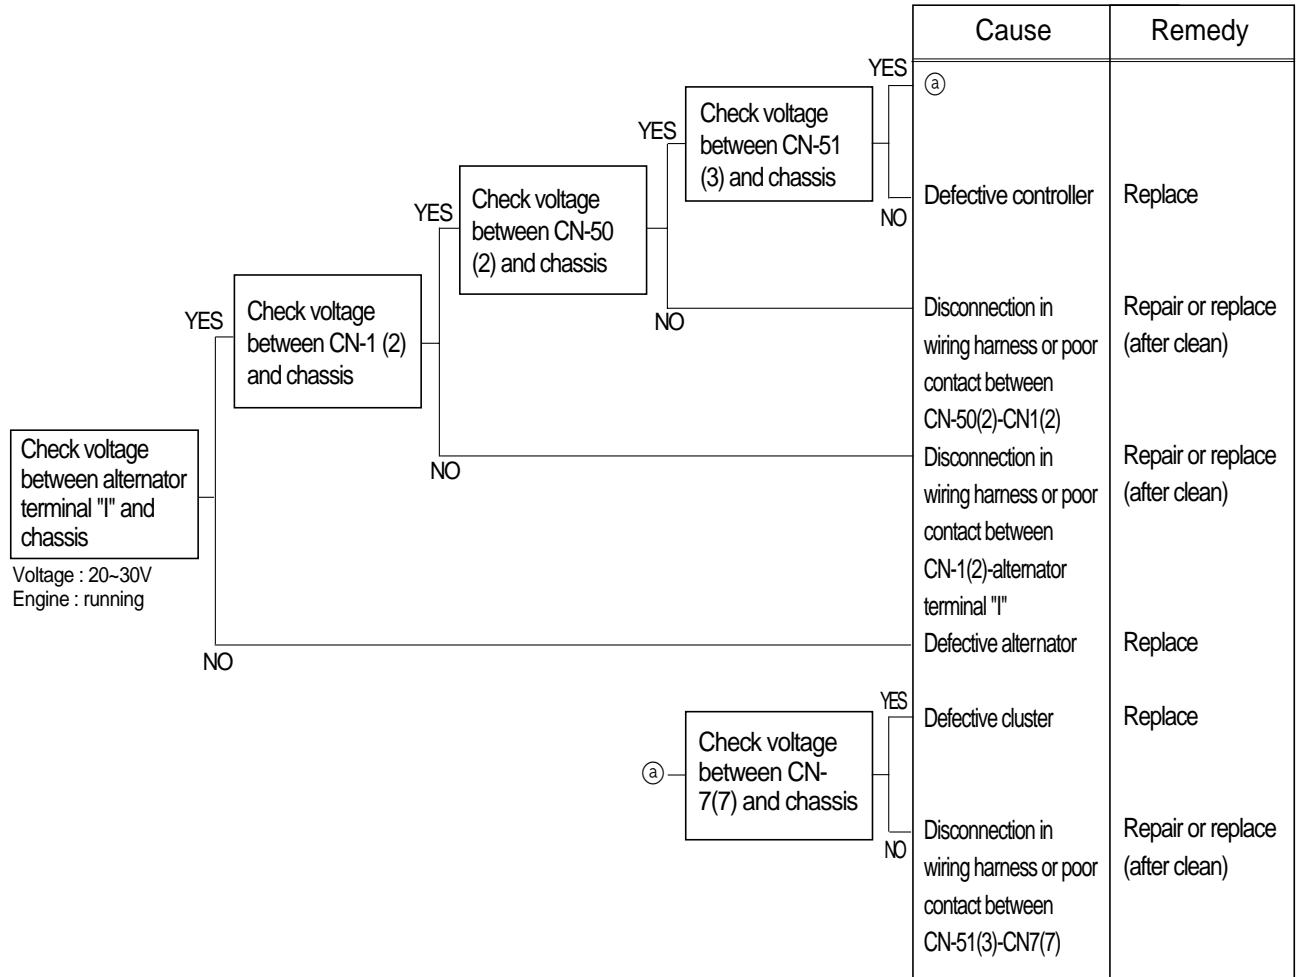 Cause
Remedy
YES
ⓐ
Check voltage
between CN-51
(3) and chassis
YES
NO
Defective controller
Replace
Check voltage
between CN-50
(2) and chassis
YES
NO
Disconnection in
wiring harness or poor
contact between
CN-50(2)-CN1(2)
Repair or replace
(after clean)
Check voltage
between CN-1 (2)
and chassis
YES
NO
Disconnection in
wiring harness or poor
contact between
CN-1(2)-alternator
terminal "I"
Repair or replace
(after clean)
Check voltage
between alternator
terminal "I" and
chassis
Voltage : 20~30V
Engine : running
NO
Defective alternator
Replace
ⓐ
Check voltage
between CN-
7(7) and chassis
YES
Defective cluster
Replace
NO
Disconnection in
wiring harness or poor
contact between
CN-51(3)-CN7(7)
Repair or replace
(after clean)